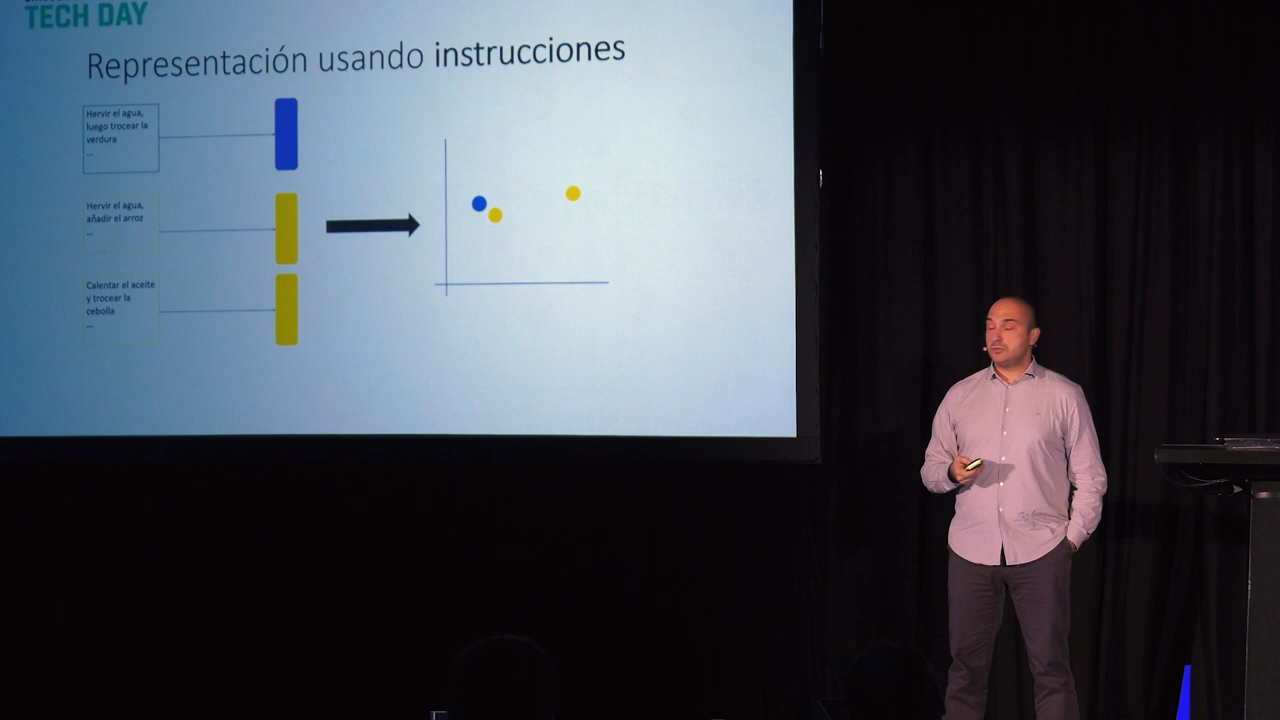 TECH DAY
Representación usando instrucciones
Hervir el agua,
luego trocear la
verdura
...
Hervir el agua,
añadir el arroz
...
Calentar el aceite
y trocear la
cebolla
...